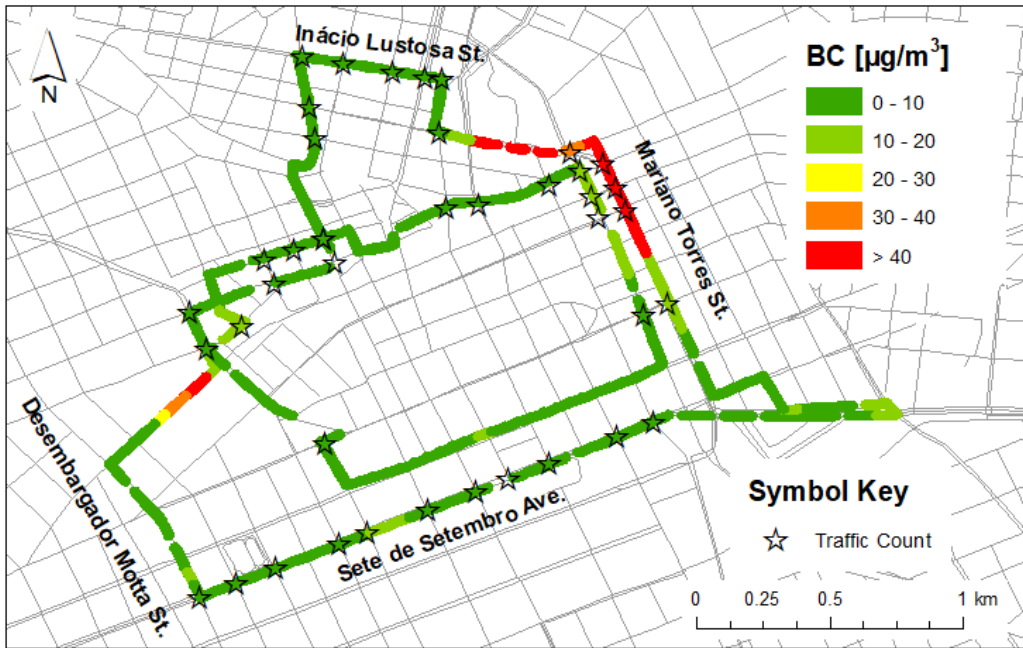 Inácio Lustosa St.
N
BC [µg/m³]
0 - 10
10 - 20
20 - 30
30 - 40
> 40
Mariano Torres St.
Desembargador Motta St.
Sete de Setembro Ave.
Symbol Key
Traffic Count
0 0.25 0.5 1 km